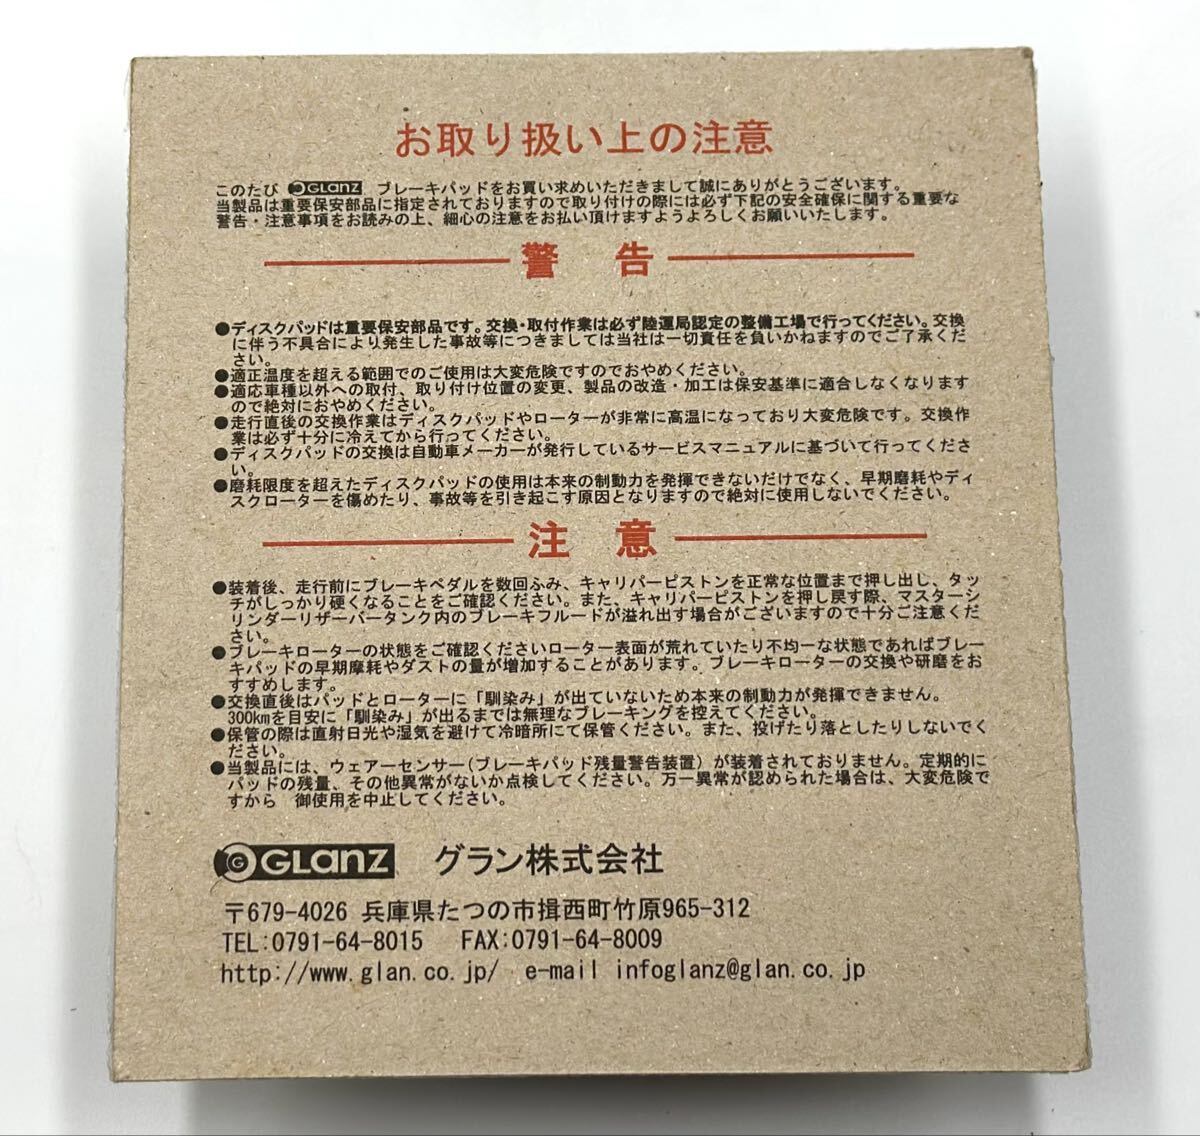 お取り扱い上の注意
このたび GLanz ブレーキパッドをお買い求めいただきまして誠にありがとうございます。
当製品は重要保安部品に指定されておりますので取り付けの際には必ず下記の安全確保に関する重要な
警告・注意事項をお読みの上、細心の注意をお払い頂けますようよろしくお願いいたします。
警 告
●ディスクパッドは重要保安部品です。交換・取付作業は必ず陸運局認定の整備工場で行ってください。交換
に伴う不具合により発生した事故等につきましては当社は一切責任を負いかねますのでご了承くだ
さい。
●適正温度を超える範囲でのご使用は大変危険ですのでおやめください。
●適応車種以外への取付、取り付け位置の変更、製品の改造・加工は保安基準に適合しなくなります
ので絶対におやめください。
●走行直後の交換作業はディスクパッドやローターが非常に高温になっており大変危険です。交換作
業は必ず十分に冷えてから行ってください。
●ディスクパッドの交換は自動車メーカーが発行しているサービスマニュアルに基づいて行ってくださ
い。
●磨耗限度を超えたディスクパッドの使用は本来の制動力を発揮できないだけでなく、早期磨耗やディ
スクローターを傷めたり、事故等を引き起こす原因となりますので絶対に使用しないでください。
注 意
●装着後、走行前にブレーキペダルを数回ふみ、キャリパーピストンを正常な位置まで押し出し、タッ
チがしっかり硬くなることをご確認ください。また、キャリパーピストンを押し戻す際、マスターシ
リンダーリザーバータンク内のブレーキフルードが溢れ出す場合がございますので十分ご注意くだ
さい。
●ブレーキローターの状態をご確認くださいローター表面が荒れていたり不均一な状態であればブレー
キパッドの早期摩耗やダストの量が増加することがあります。ブレーキローターの交換や研磨をお
すすめします。
●交換直後はパッドとローターに「馴染み」が出ていないため本来の制動力が発揮できません。
300kmを目安に「馴染み」が出るまでは無理なブレーキングを控えてください。
●保管の際は直射日光や湿気を避けて冷暗所にて保管ください。また、投げたり落としたりしないでく
ださい。
●当製品には、ウェアーセンサー(ブレーキパッド残量警告装置)が装着されておりません。定期的に
パッドの残量、その他異常がないか点検してください。万一異常が認められた場合は、大変危険で
すから 御使用を中止してください。
GLanz グラン株式会社
〒679-4026 兵庫県たつの市揖西町竹原965-312
TEL:0791-64-8015 FAX:0791-64-8009
http://www.glan.co.jp/ e-mail infoglanz@glan.co.jp